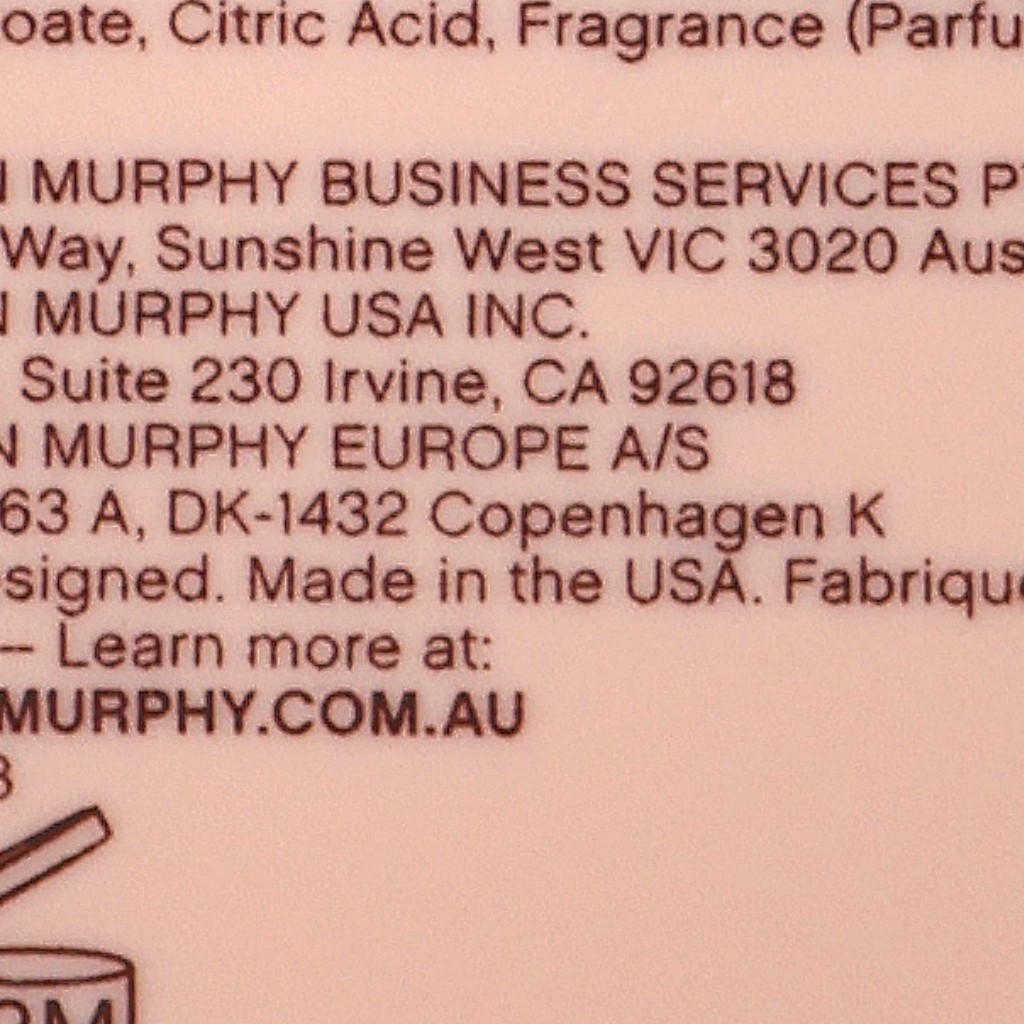 oate, Citric Acid, Fragrance (Parfu
N MURPHY BUSINESS SERVICES P
Way, Sunshine West VIC 3020 Aus
N MURPHY USA INC.
Suite 230 Irvine, CA 92618
N MURPHY EUROPE A/S
63 A, DK-1432 Copenhagen K
signed. Made in the USA. Fabriqu
– Learn more at:
MURPHY.COM.AU